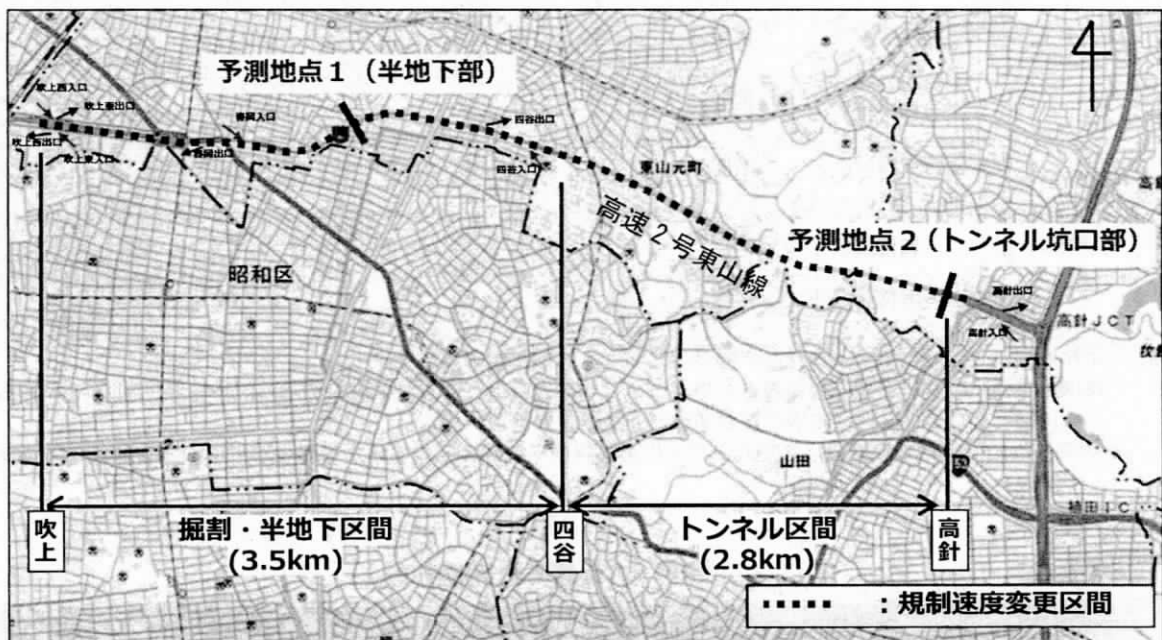 予測地点1(半地下部)
吹上西入口
吹上東出口
春岡入口
四谷出口
吹上西出口
吹上東入口
春岡出口
四谷入口
東山元町
高速2号東山線
予測地点2(トンネル坑口部)
昭和区
高針出口
高針入口
高針JCT
山田
植田IC
吹上
掘割・半地下区間
(3.5km)
四谷
トンネル区間
(2.8km)
高針
:規制速度変更区間